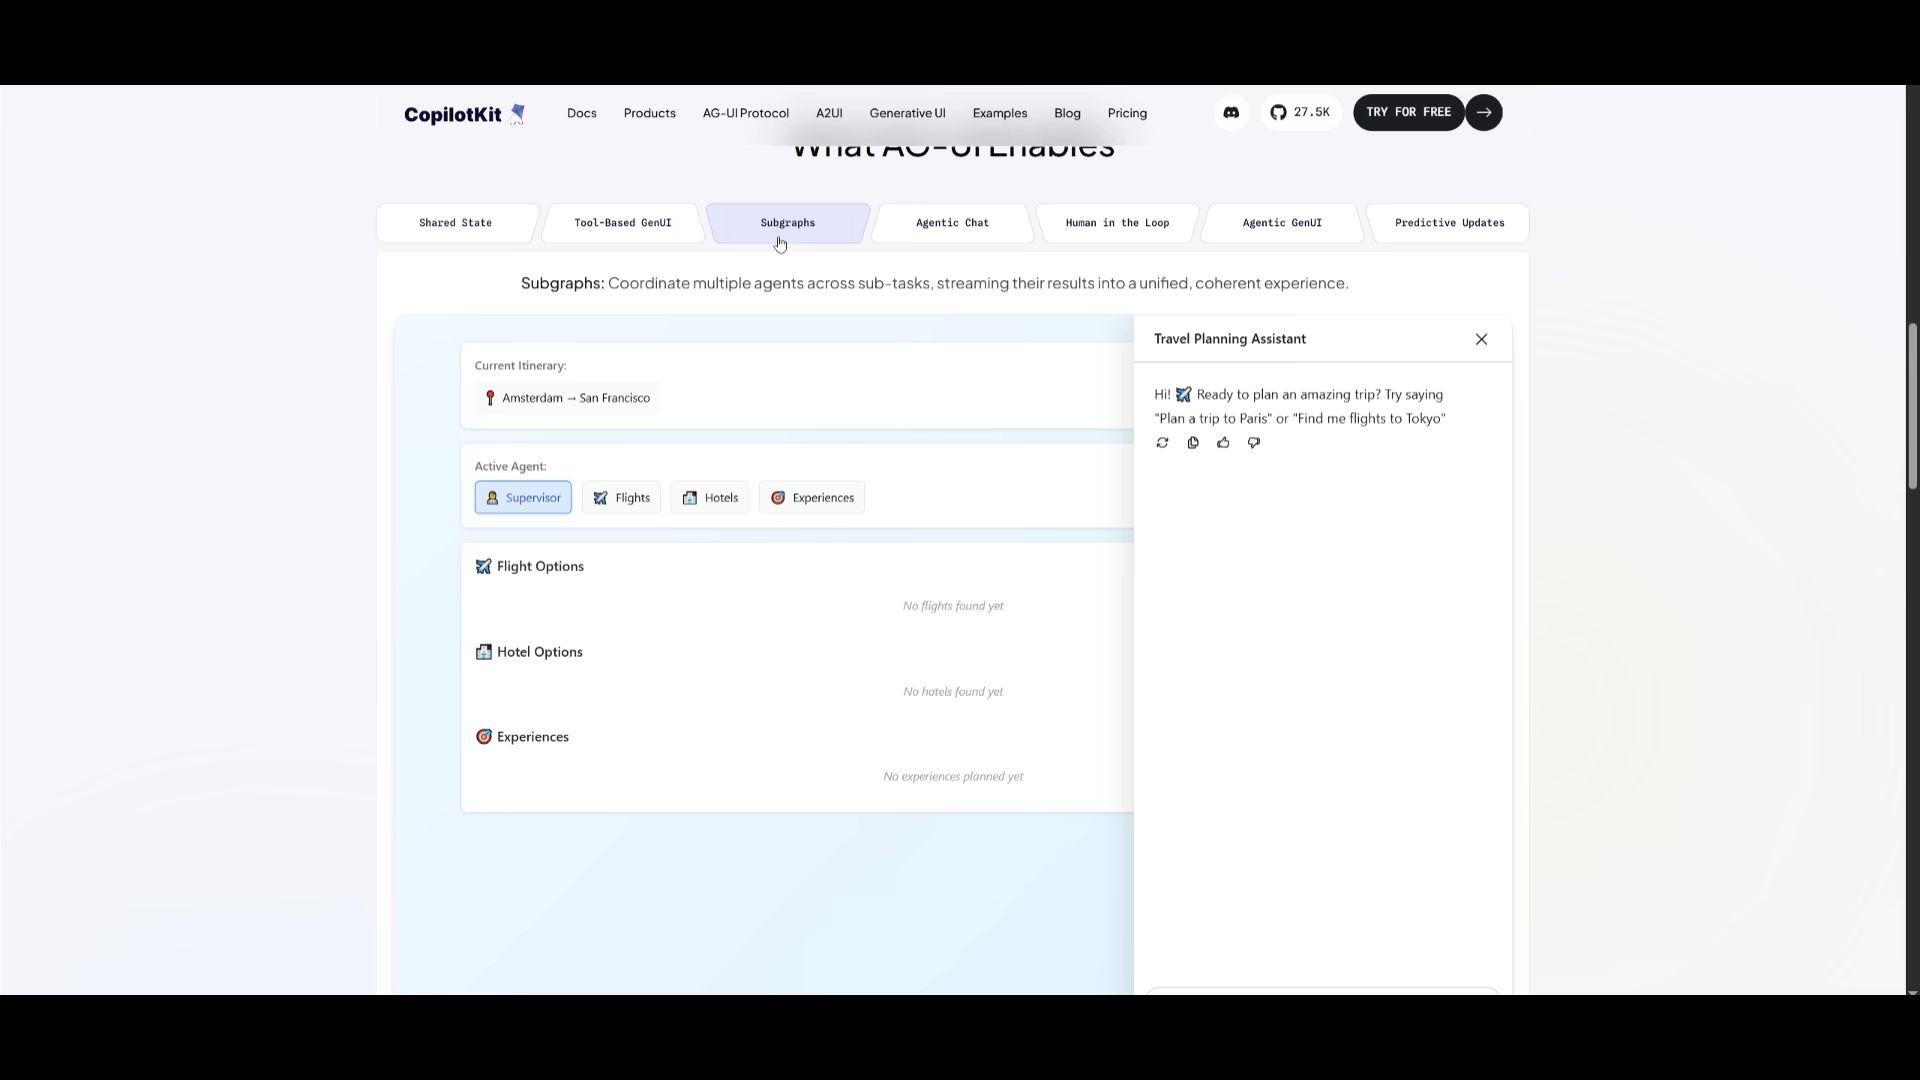 CopilotKit
Docs
Products
AG-UI Protocol
A2UI
Generative UI
Examples
Blog
Pricing
27.5K
TRY FOR FREE
What AG-UI Enables
Shared State
Tool-Based GenUI
Subgraphs
Agentic Chat
Human in the Loop
Agentic GenUI
Predictive Updates
Subgraphs: Coordinate multiple agents across sub-tasks, streaming their results into a unified, coherent experience.
Current Itinerary:
Amsterdam → San Francisco
Active Agent:
Supervisor
Flights
Hotels
Experiences
Flight Options
No flights found yet
Hotel Options
No hotels found yet
Experiences
No experiences planned yet
Travel Planning Assistant
Hi! ✈️ Ready to plan an amazing trip? Try saying
"Plan a trip to Paris" or "Find me flights to Tokyo"